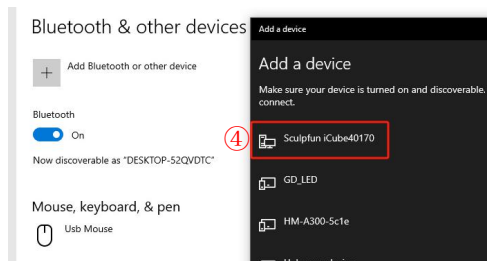 Bluetooth & other devices
Add Bluetooth or other device
Bluetooth
On
Now discoverable as "DESKTOP-52QVDTC"
Mouse, keyboard, & pen
Usb Mouse
Add a device
Add a device
Make sure your device is turned on and discoverable.
connect.
④
Sculpfun iCube40170
GD_LED
HM-A300-5c1e